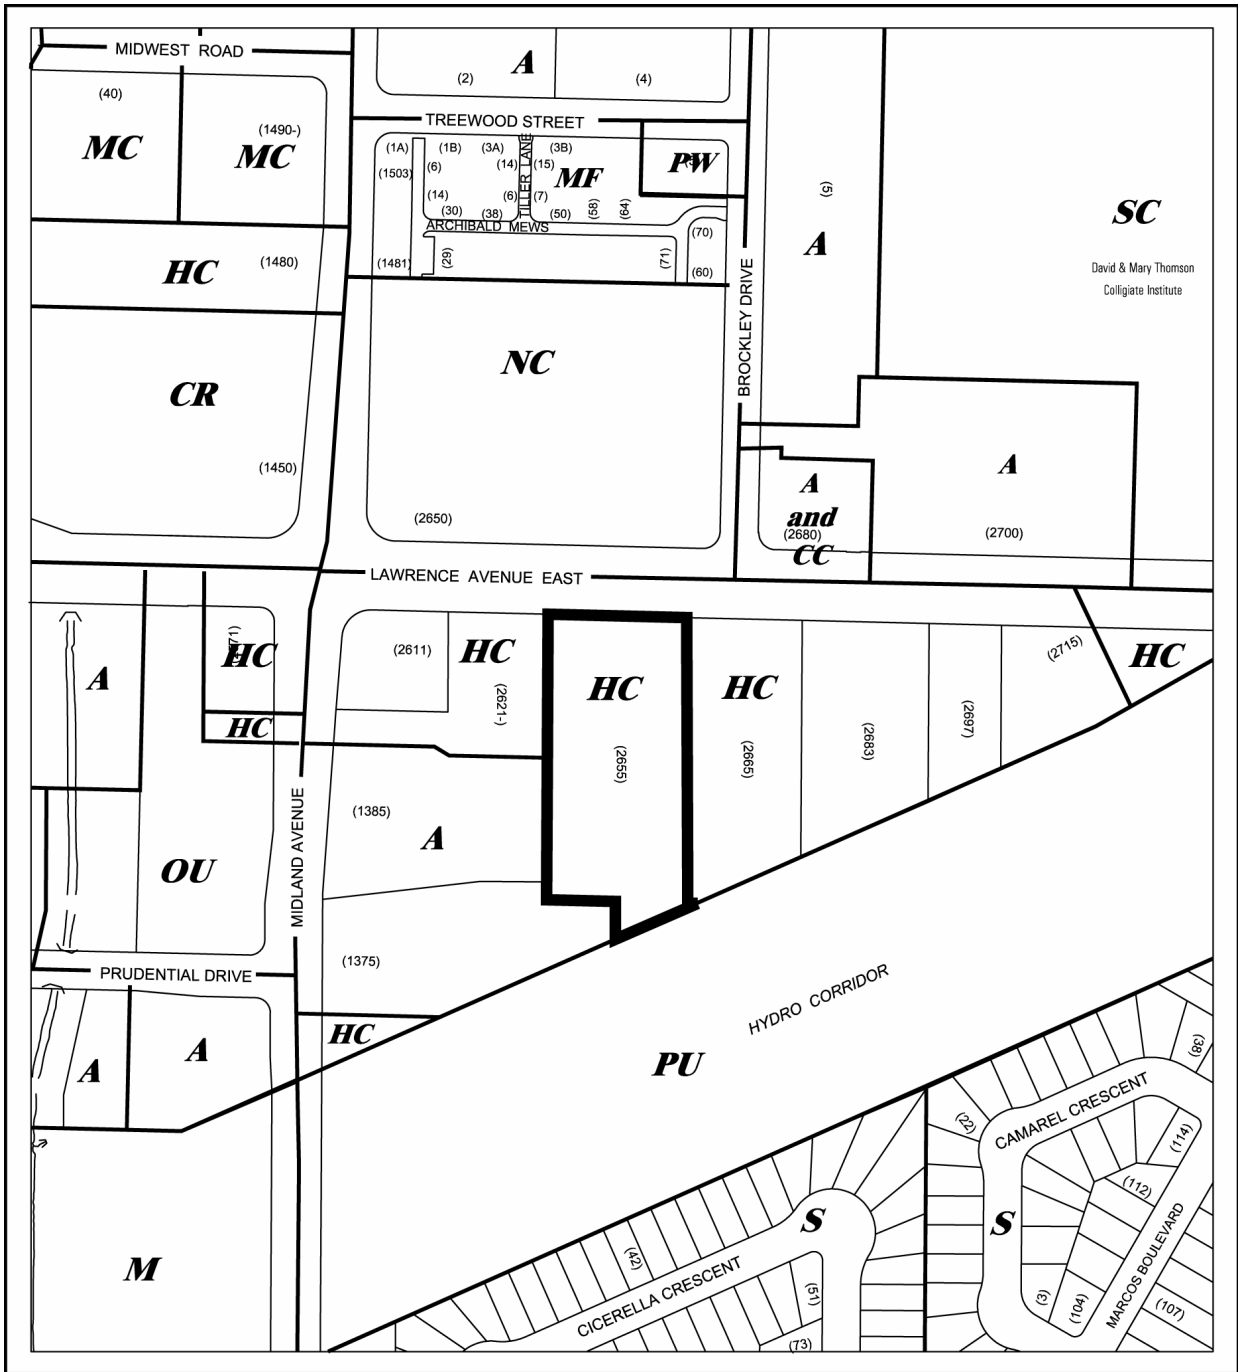 MIDWEST ROAD
(40)
MC
(1490-)
MC
HC
(1480)
CR
(1450)
A
(2)
(4)
TREEWOOD STREET
(1A)
(1B)
(3A)
(3B)
(1503)
(6)
(14)
(15)
MF
PW
(14)
(6)
(7)
(30)
(38)
(50)
(58)
(64)
TILLER LANE
ARCHIBALD MEWS
(70)
(1481)
(29)
(71)
(60)
NC
(2650)
BROCKLEY DRIVE
(5)
A
SC
David & Mary Thomson
Collegiate Institute
A
and
(2680)
CC
A
(2700)
LAWRENCE AVENUE EAST
A
HC
HC
(2611)
HC
(2621-)
HC
(2655)
HC
(2665)
(2683)
(2697)
(2715)
HC
OU
MIDLAND AVENUE
(1385)
A
(1375)
PRUDENTIAL DRIVE
HC
A
A
HYDRO CORRIDOR
PU
M
(38)
CAMAREL CRESCENT
(22)
(114)
(112)
S
S
(42)
CICERELLA CRESCENT
(51)
(73)
(3)
(104)
MARCOS BOULEVARD
(107)